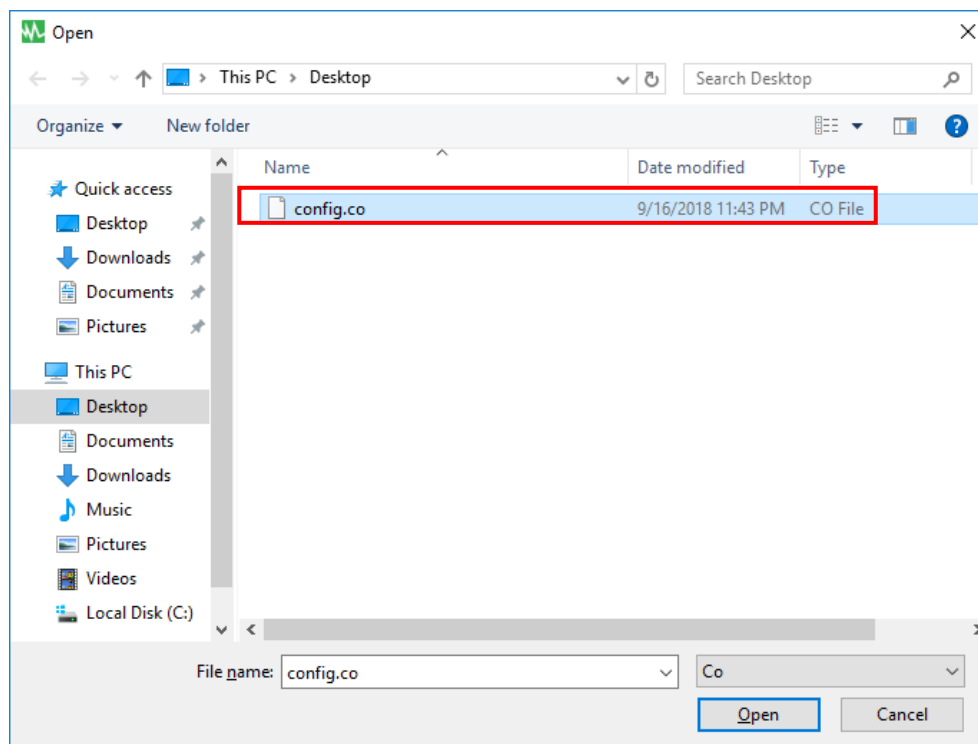 Open
This PC > Desktop
Search Desktop
Organize
New folder
Name
Date modified
Type
Quick access
Desktop
Downloads
Documents
Pictures
This PC
Desktop
Documents
Downloads
Music
Pictures
Videos
Local Disk (C:)
config.co
9/16/2018 11:43 PM
CO File
File name:
config.co
Co
Open
Cancel